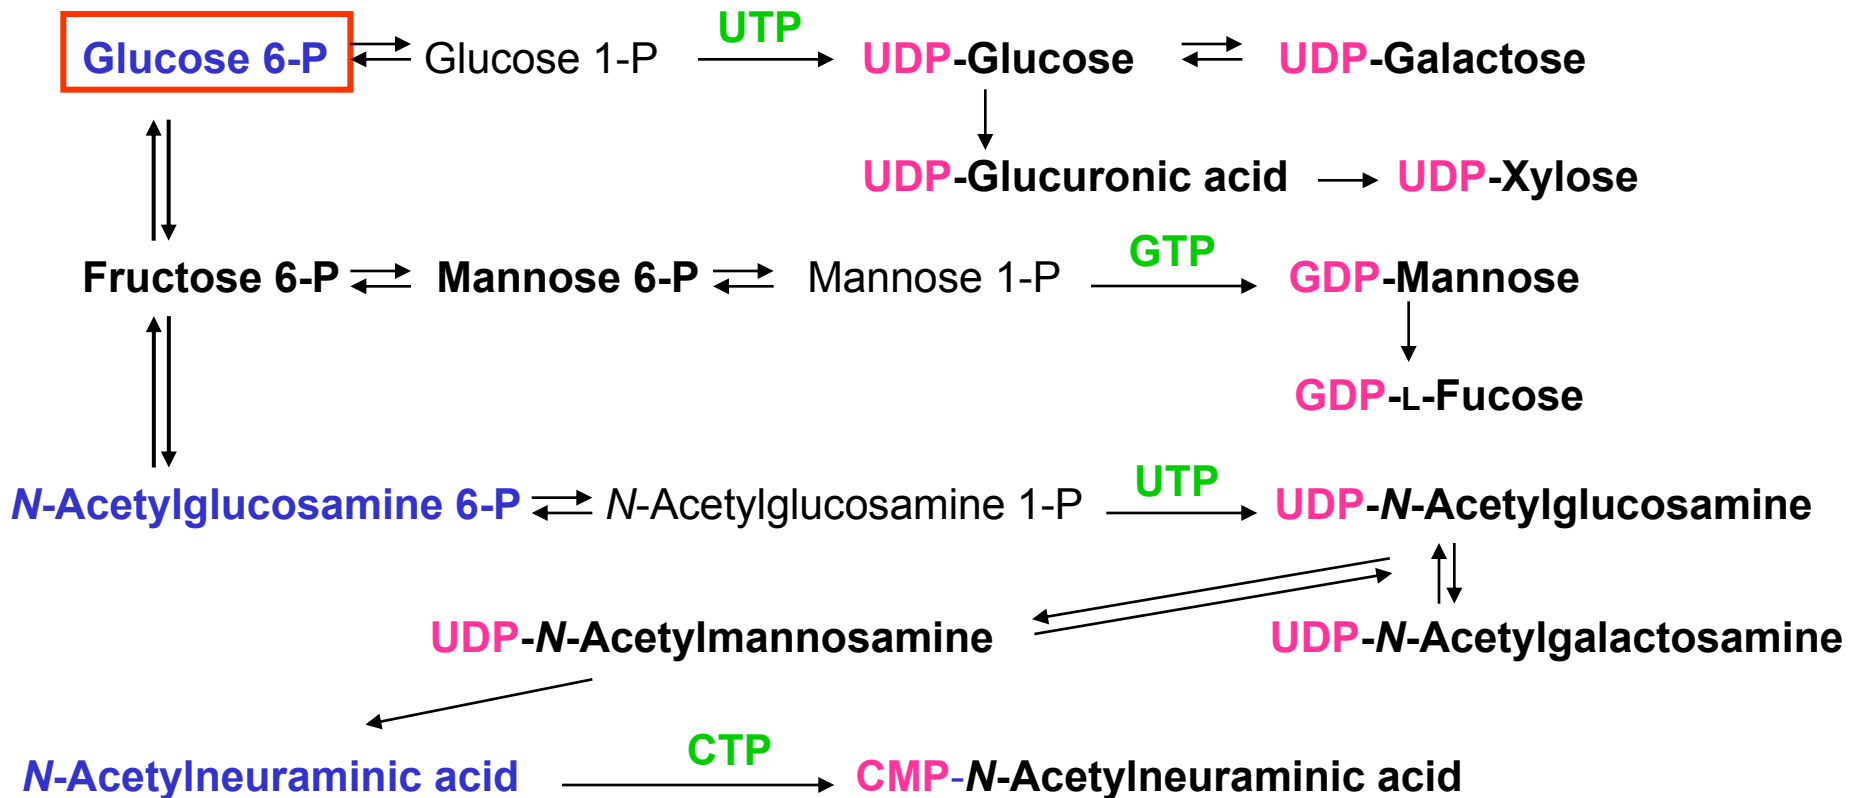 UTP
Glucose 6-P Glucose 1-P UDP-Glucose UDP-Galactose
UDP-Glucuronic acid UDP-Xylose
GTP
Fructose 6-P Mannose 6-P Mannose 1-P GDP-Mannose
GDP-L-Fucose
UTP
N-Acetylglucosamine 6-P N-Acetylglucosamine 1-P UDP-N-Acetylglucosamine
UDP-N-Acetylmannosamine UDP-N-Acetylgalactosamine
CTP
N-Acetylneuraminic acid CMP-N-Acetylneuraminic acid